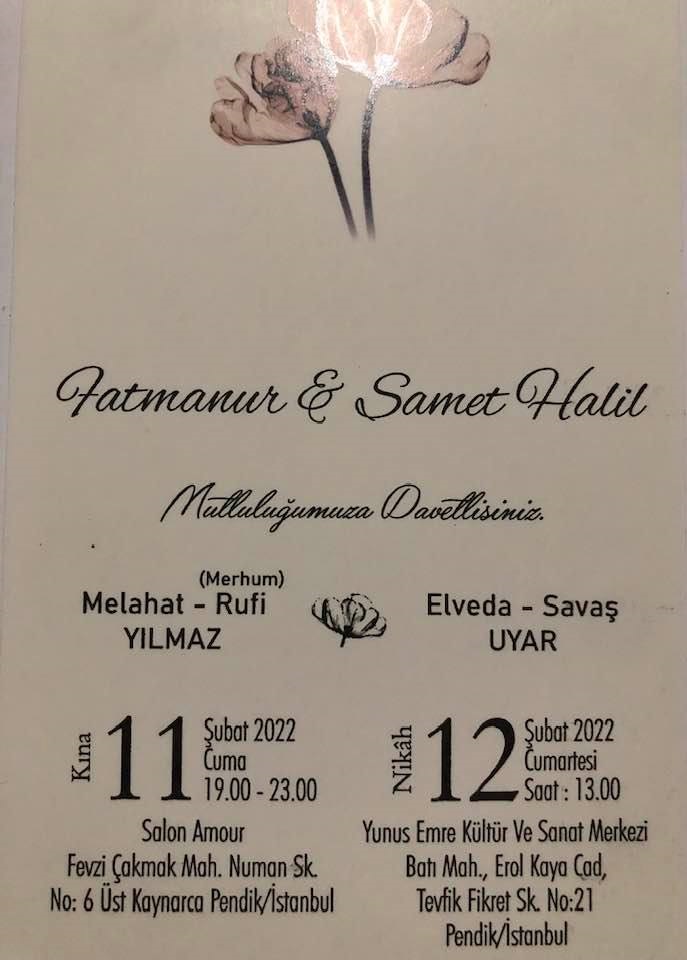 Fatmanur & Samet Halil
Mutluluğumuza Davetlisiniz.
(Merhum)
Melahat - Rufi
YILMAZ
Elveda - Savaş
UYAR
Kına
11
Şubat 2022
Cuma
19.00 - 23.00
Salon Amour
Fevzi Çakmak Mah. Numan Sk.
No: 6 Üst Kaynarca Pendik/İstanbul
Nikâh
12
Şubat 2022
Cumartesi
Saat : 13.00
Yunus Emre Kültür Ve Sanat Merkezi
Batı Mah., Erol Kaya Cad,
Tevfik Fikret Sk. No:21
Pendik/İstanbul